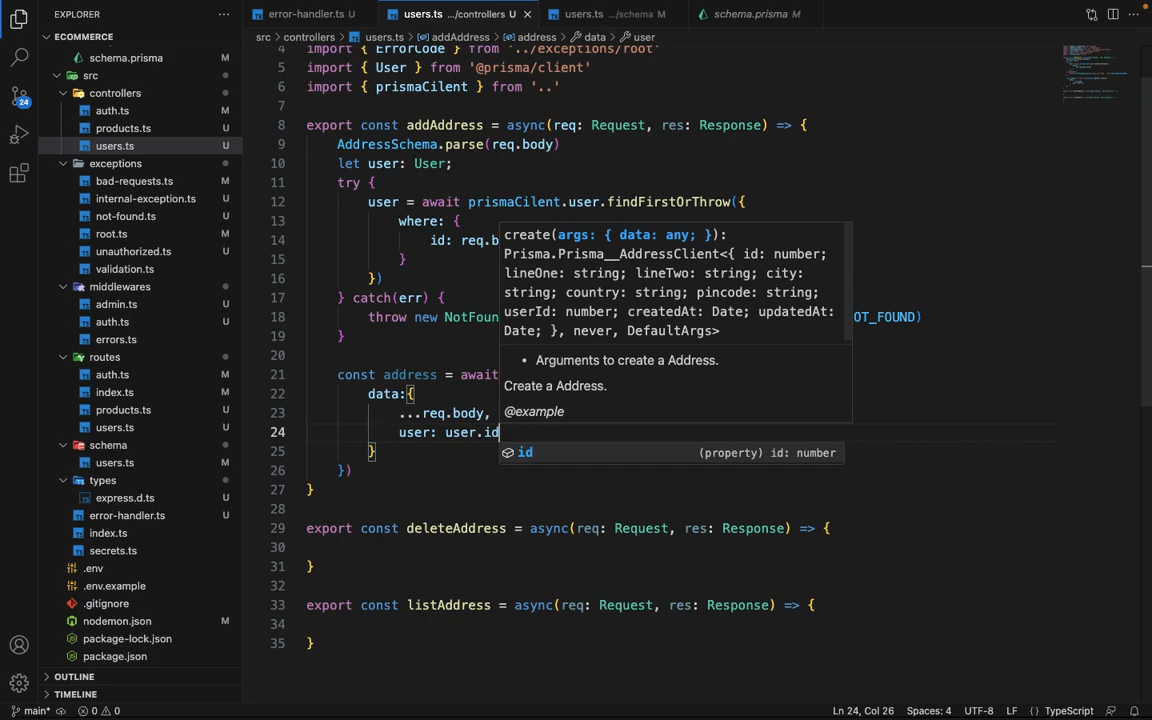 EXPLORER
ECOMMERCE
schema.prisma M
src
controllers
auth.ts M
products.ts U
users.ts U
exceptions
bad-requests.ts M
internal-exception.ts U
not-found.ts U
root.ts M
unauthorized.ts U
validation.ts M
middlewares
admin.ts U
auth.ts U
errors.ts U
routes
auth.ts M
index.ts M
products.ts U
users.ts U
schema
users.ts M
types
express.d.ts U
error-handler.ts U
index.ts M
secrets.ts M
.env
.env.example
.gitignore
nodemon.json M
package-lock.json
package.json
OUTLINE
TIMELINE
24
error-handler.ts U
users.ts .../controllers U
users.ts .../schema M
schema.prisma M
src > controllers > users.ts > addAddress > address > data > user
4 import { ErrorCode } from '../exceptions/root'
5 import { User } from '@prisma/client'
6 import { prismaCilent } from '..'
7
8 export const addAddress = async(req: Request, res: Response) => {
9 AddressSchema.parse(req.body)
10 let user: User;
11 try {
12 user = await prismaCilent.user.findFirstOrThrow({
13 where: {
14 id: req.b
15 }
16 })
17 } catch(err) {
18 throw new NotFoun OT_FOUND)
19 }
20
21 const address = await
22 data:{
23 ...req.body,
24 user: user.id
25 }
26 })
27 }
28
29 export const deleteAddress = async(req: Request, res: Response) => {
30
31 }
32
33 export const listAddress = async(req: Request, res: Response) => {
34
35 }
create(args: { data: any; }):
Prisma.Prisma__AddressClient<{ id: number;
lineOne: string; lineTwo: string; city:
string; country: string; pincode: string;
userId: number; createdAt: Date; updatedAt:
Date; }, never, DefaultArgs>
• Arguments to create a Address.
Create a Address.
@example
id (property) id: number
main* 0 0 Ln 24, Col 26 Spaces: 4 UTF-8 LF {} TypeScript